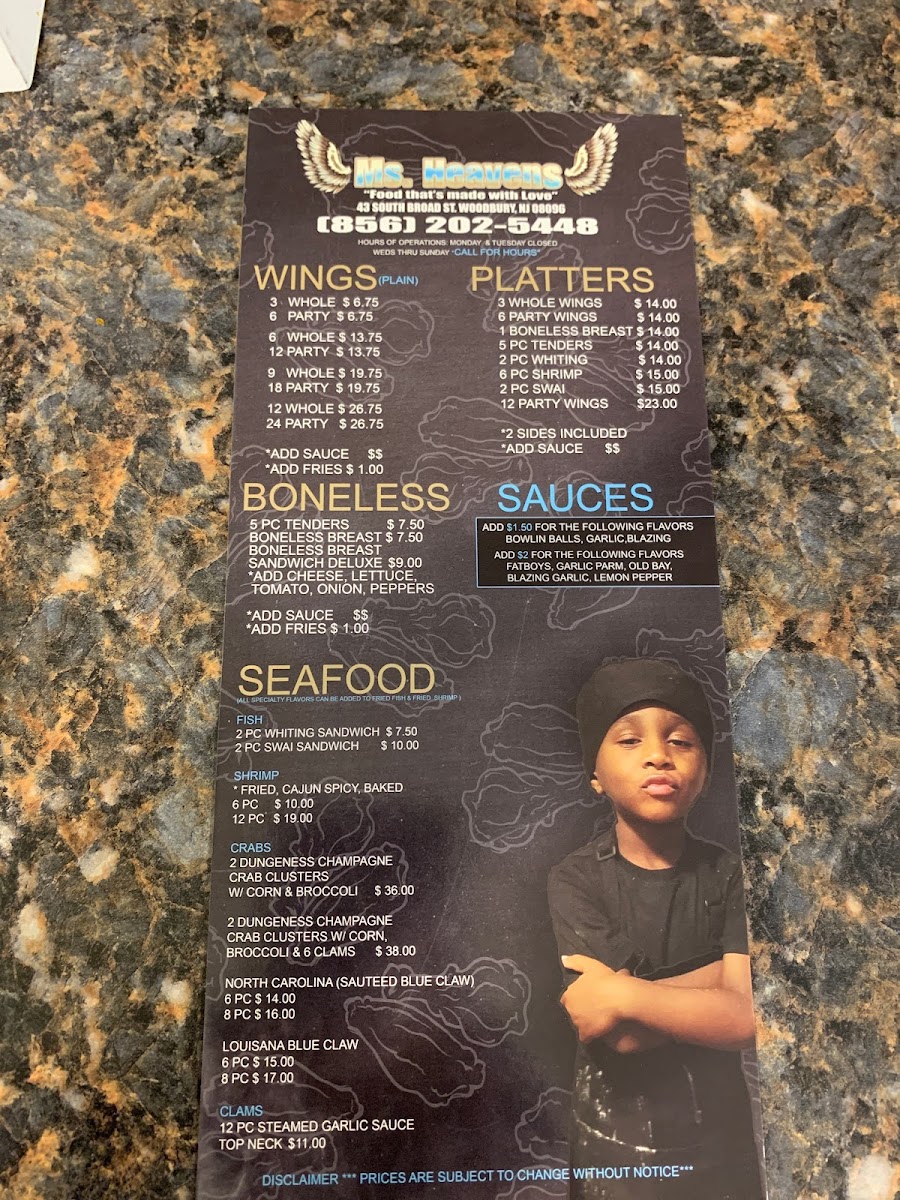 Ms. Heavens
"Food that's made with Love"
43 SOUTH BROAD ST. WOODBURY, NJ 08096
(856) 202-5448
HOURS OF OPERATIONS: MONDAY & TUESDAY CLOSED
WEDS THRU SUNDAY *CALL FOR HOURS*
WINGS (PLAIN)
3 WHOLE $ 6.75
6 PARTY $ 6.75
6 WHOLE $ 13.75
12 PARTY $ 13.75
9 WHOLE $ 19.75
18 PARTY $ 19.75
12 WHOLE $ 26.75
24 PARTY $ 26.75
*ADD SAUCE $$
*ADD FRIES $ 1.00
PLATTERS
3 WHOLE WINGS $ 14.00
6 PARTY WINGS $ 14.00
1 BONELESS BREAST $ 14.00
5 PC TENDERS $ 14.00
2 PC WHITING $ 14.00
6 PC SHRIMP $ 15.00
2 PC SWAI $ 15.00
12 PARTY WINGS $23.00
*2 SIDES INCLUDED
*ADD SAUCE $$
BONELESS
5 PC TENDERS $ 7.50
BONELESS BREAST $ 7.50
BONELESS BREAST
SANDWICH DELUXE $9.00
*ADD CHEESE, LETTUCE,
TOMATO, ONION, PEPPERS
*ADD SAUCE $$
*ADD FRIES $ 1.00
SAUCES
ADD $1.50 FOR THE FOLLOWING FLAVORS
BOWLIN BALLS, GARLIC,BLAZING
ADD $2 FOR THE FOLLOWING FLAVORS
FATBOYS, GARLIC PARM, OLD BAY,
BLAZING GARLIC, LEMON PEPPER
SEAFOOD
(ALL SPECIALTY FLAVORS CAN BE ADDED TO FRIED FISH & FRIED SHRIMP )
FISH
2 PC WHITING SANDWICH $ 7.50
2 PC SWAI SANDWICH $ 10.00
SHRIMP
* FRIED, CAJUN SPICY, BAKED
6 PC $ 10.00
12 PC $ 19.00
CRABS
2 DUNGENESS CHAMPAGNE
CRAB CLUSTERS
W/ CORN & BROCCOLI $ 36.00
2 DUNGENESS CHAMPAGNE
CRAB CLUSTERS W/ CORN,
BROCCOLI & 6 CLAMS $ 38.00
NORTH CAROLINA (SAUTEED BLUE CLAW)
6 PC $ 14.00
8 PC $ 16.00
LOUISANA BLUE CLAW
6 PC $ 15.00
8 PC $ 17.00
CLAMS
12 PC STEAMED GARLIC SAUCE
TOP NECK $11.00
DISCLAIMER *** PRICES ARE SUBJECT TO CHANGE WITHOUT NOTICE***